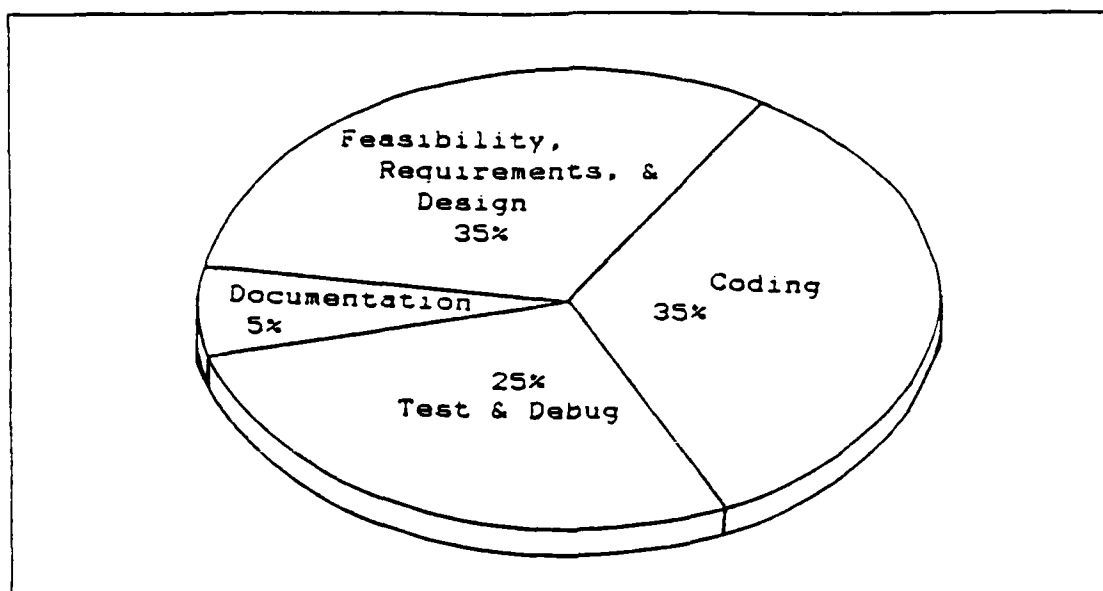 Feasibility,
Requirements, &
Design
35%
Coding
35%
Documentation
5%
25%
Test & Debug